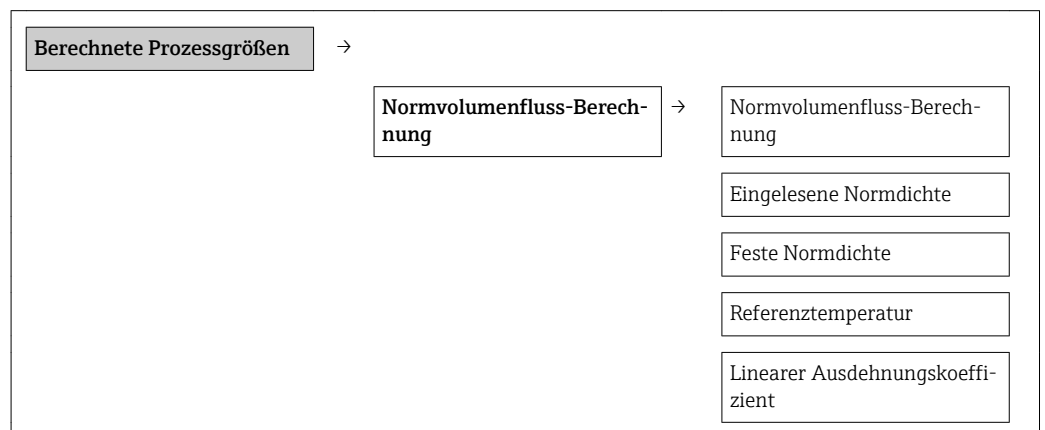 Berechnete Prozessgrößen →
Normvolumenfluss-Berech-
nung →
Normvolumenfluss-Berech-
nung
Eingelesene Normdichte
Feste Normdichte
Referenztemperatur
Linearer Ausdehnungskoeffi-
zient